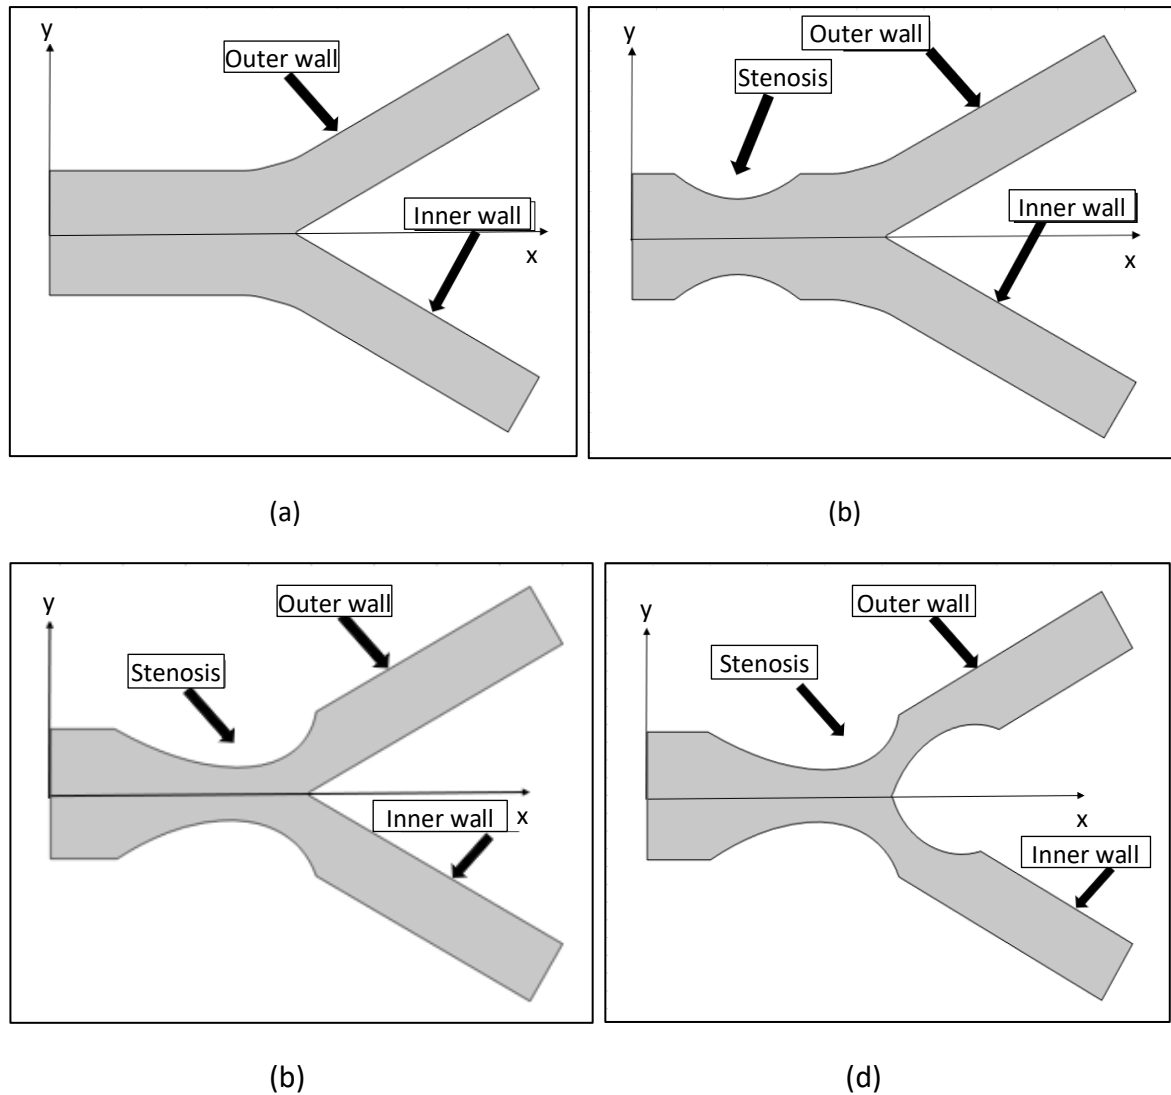 y
Outer wall
Inner wall
x
(a)
y
Outer wall
Stenosis
Inner wall
x
(b)
y
Outer wall
Stenosis
x
Inner wall
(b)
y
Outer wall
Stenosis
x
Inner wall
(d)